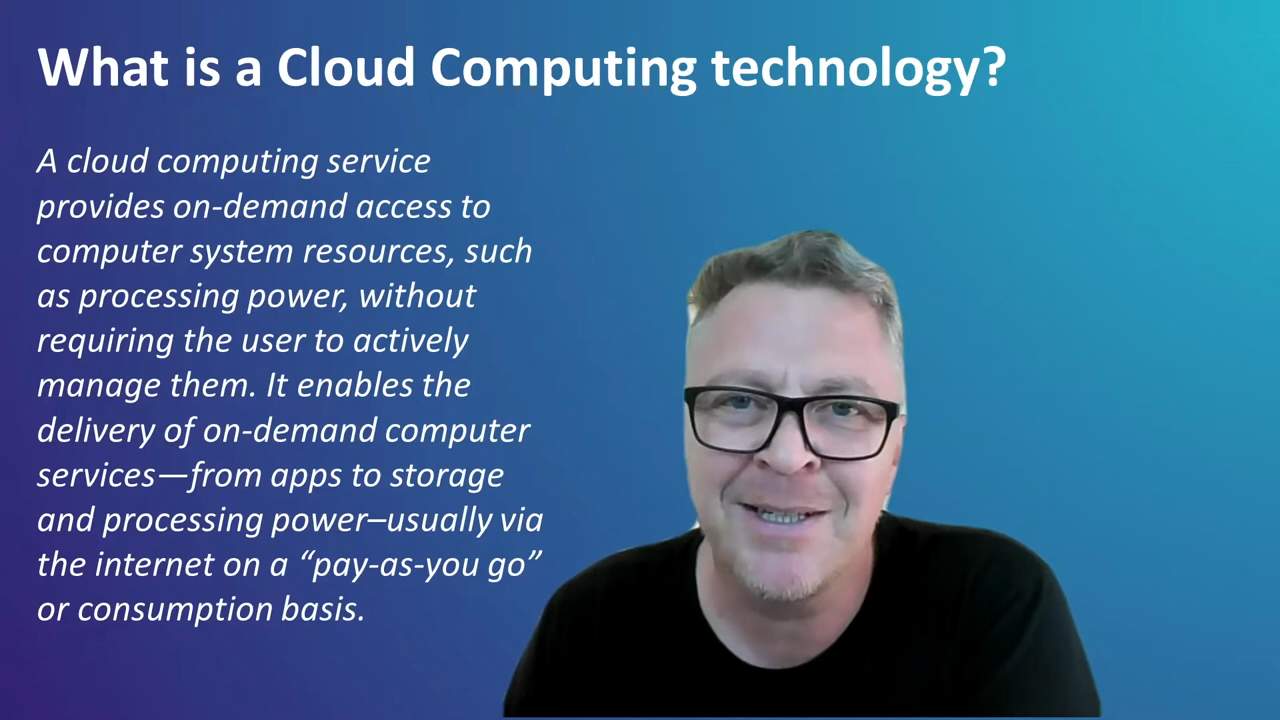 What is a Cloud Computing technology?
A cloud computing service
provides on-demand access to
computer system resources, such
as processing power, without
requiring the user to actively
manage them. It enables the
delivery of on-demand computer
services—from apps to storage
and processing power–usually via
the internet on a “pay-as-you go”
or consumption basis.